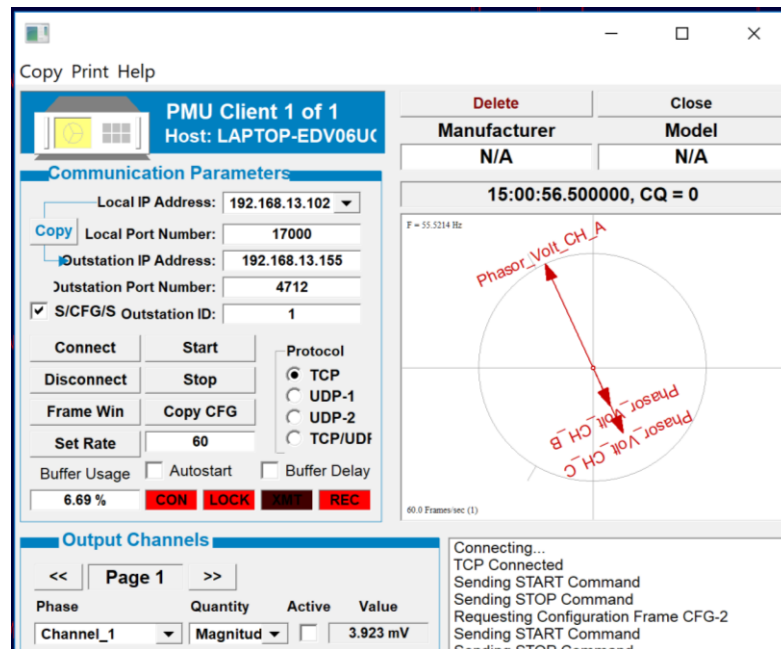 Copy Print Help
PMU Client 1 of 1
Host: LAPTOP-EDV06U(
Delete
Close
Manufacturer
Model
N/A
N/A
15:00:56.500000, CQ = 0
Communication Parameters
Local IP Address:
192.168.13.102
Copy
Local Port Number:
17000
Outstation IP Address:
192.168.13.155
Outstation Port Number:
4712
S/CFG/S
Outstation ID:
1
Connect
Start
Disconnect
Stop
Frame Win
Copy CFG
Set Rate
60
Protocol
TCP
UDP-1
UDP-2
TCP/UDF
Buffer Usage
Autostart
Buffer Delay
6.69 %
CON
LOCK
XMT
REC
F = 55.5214 Hz
Phasor_Volt_CH_A
Phasor_Volt_CH_B
Phasor_Volt_CH_C
60.0 Frames/sec (1)
Output Channels
<<
Page 1
>>
Phase
Quantity
Active
Value
Channel_1
Magnitud
3.923 mV
Connecting...
TCP Connected
Sending START Command
Sending STOP Command
Requesting Configuration Frame CFG-2
Sending START Command
Sending STOP Command